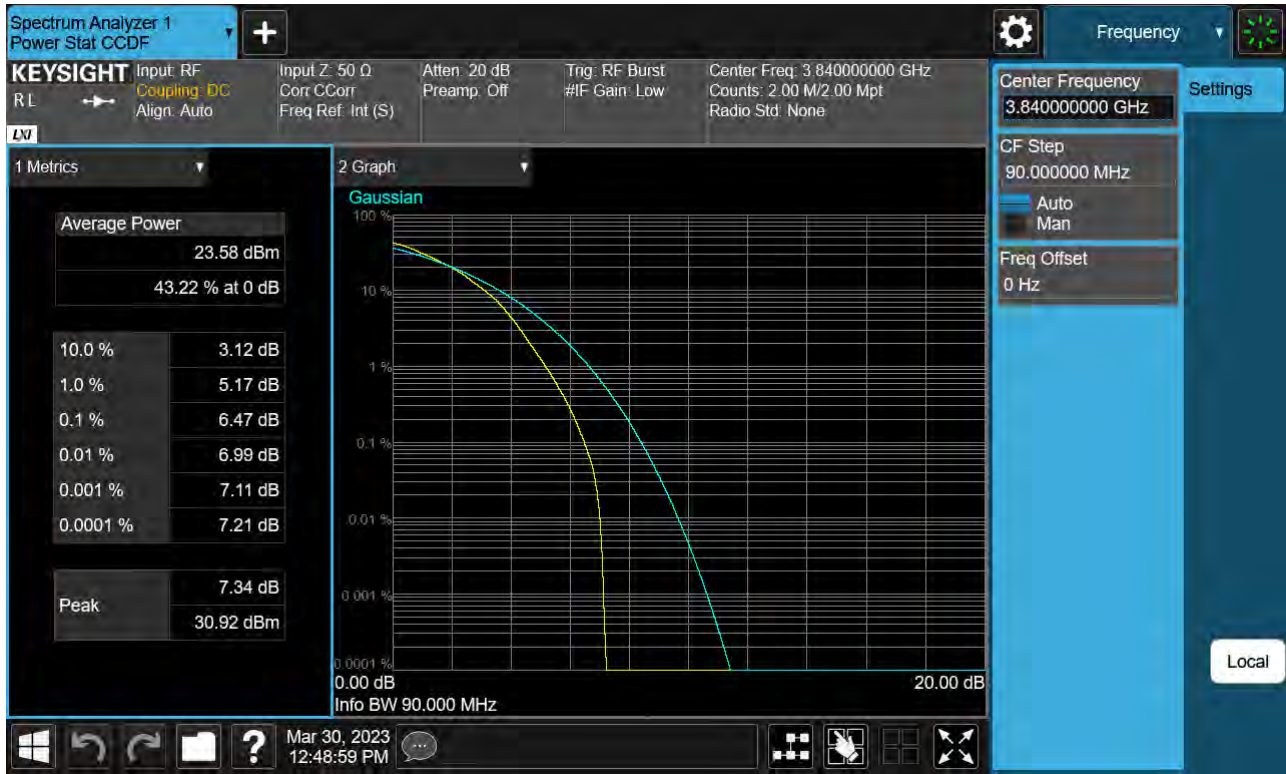 Spectrum Analyzer 1
Power Stat CCDF
Frequency
KEYSIGHT
RL
LXI
Input: RF
Coupling: DC
Align: Auto
Input Z: 50 Ω
Corr CCorr
Freq Ref: Int (S)
Atten: 20 dB
Preamp: Off
Trig: RF Burst
#IF Gain: Low
Center Freq: 3.840000000 GHz
Counts: 2.00 M/2.00 Mpt
Radio Std: None
Center Frequency
3.840000000 GHz
Settings
CF Step
90.000000 MHz
Auto
Man
Freq Offset
0 Hz
Local
1 Metrics
Average Power
23.58 dBm
43.22 % at 0 dB
10.0 % 3.12 dB
1.0 % 5.17 dB
0.1 % 6.47 dB
0.01 % 6.99 dB
0.001 % 7.11 dB
0.0001 % 7.21 dB
Peak
7.34 dB
30.92 dBm
2 Graph
Gaussian
100 %
10 %
1 %
0.1 %
0.01 %
0.001 %
0.0001 %
0.00 dB 20.00 dB
Info BW 90.000 MHz
?
Mar 30, 2023
12:48:59 PM